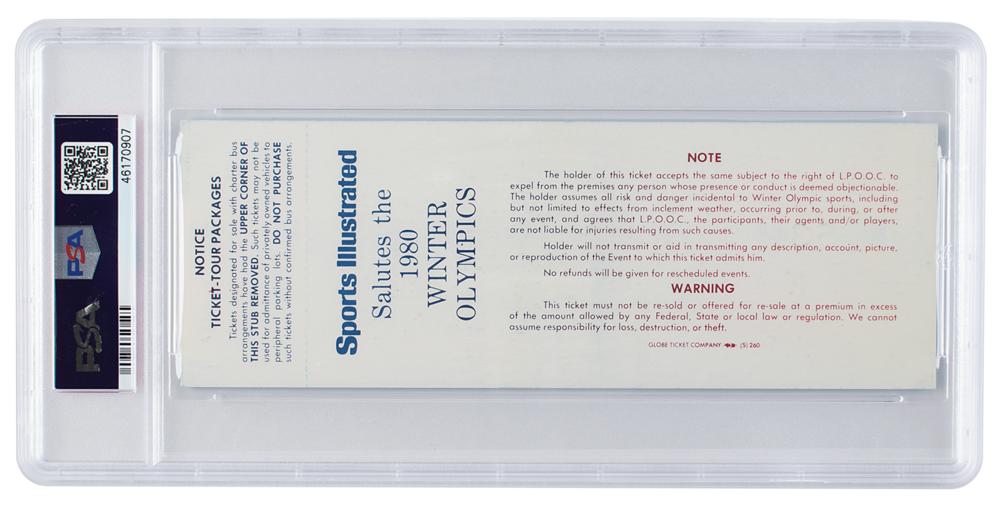 46170907
PSA
PSA
NOTICE
TICKET-TOUR PACKAGES
Tickets designated for sale with charter bus
arrangements have had the UPPER CORNER OF
THIS STUB REMOVED. Such tickets may not be
used for admittance of privately-owned vehicles to
peripheral parking lots. DO NOT PURCHASE
such tickets without confirmed bus arrangements.
Sports Illustrated
Salutes the
1980
WINTER
OLYMPICS
NOTE
The holder of this ticket accepts the same subject to the right of L.P.O.O.C. to
expel from the premises any person whose presence or conduct is deemed objectionable.
The holder assumes all risk and danger incidental to Winter Olympic sports, including
but not limited to effects from inclement weather, occurring prior to, during, or after
any event, and agrees that L.P.O.O.C., the participants, their agents and/or players,
are not liable for injuries resulting from such causes.
Holder will not transmit or aid in transmitting any description, account, picture,
or reproduction of the Event to which this ticket admits him.
No refunds will be given for rescheduled events.
WARNING
This ticket must not be re-sold or offered for re-sale at a premium in excess
of the amount allowed by any Federal, State or local law or regulation. We cannot
assume responsibility for loss, destruction, or theft.
GLOBE TICKET COMPANY (5) 260